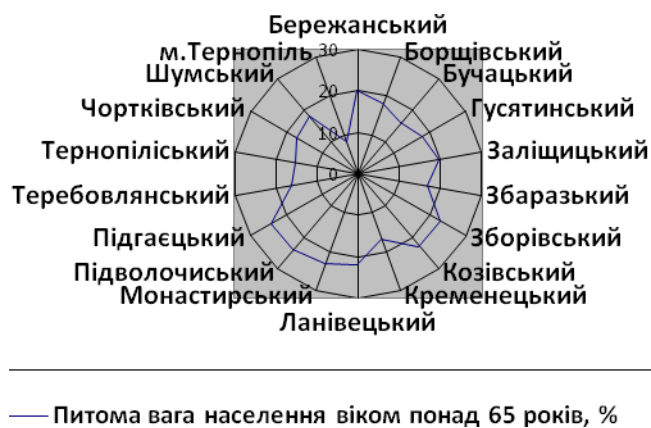 Бережанський
м.Тернопіль 30 Борщівський
Шумський Бучацький
20
Чортківський Гусятинський
10
Тернопіліський Заліщицький
0
Теребовлянський Збаразький
Підгаєцький Зборівський
Підволочиський Козівський
Монастирський Кременецький
Ланівецький
Питома вага населення віком понад 65 років, %